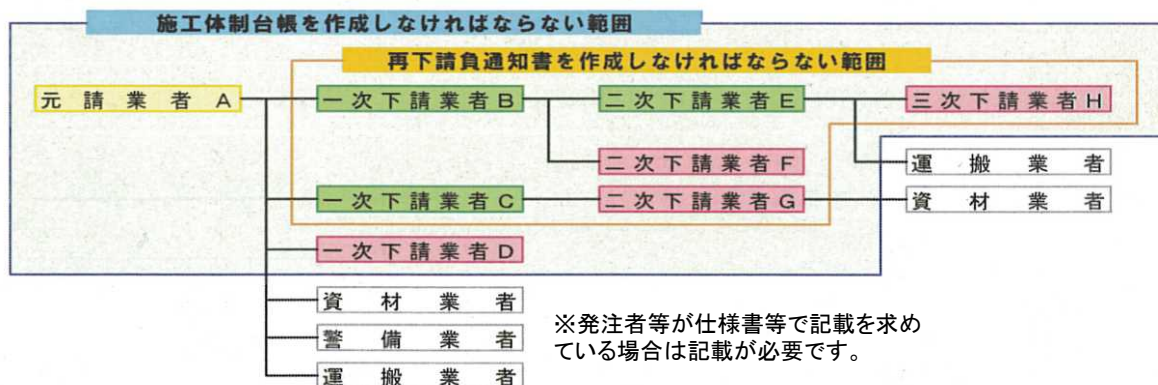 施工体制台帳を作成しなければならない範囲
再下請負通知書を作成しなければならない範囲
元請業者A
一次下請業者B
二次下請業者E
三次下請業者H
二次下請業者F
運搬業者
一次下請業者C
二次下請業者G
資材業者
一次下請業者D
資材業者
警備業者
運搬業者
※発注者等が仕様書等で記載を求め
ている場合は記載が必要です。